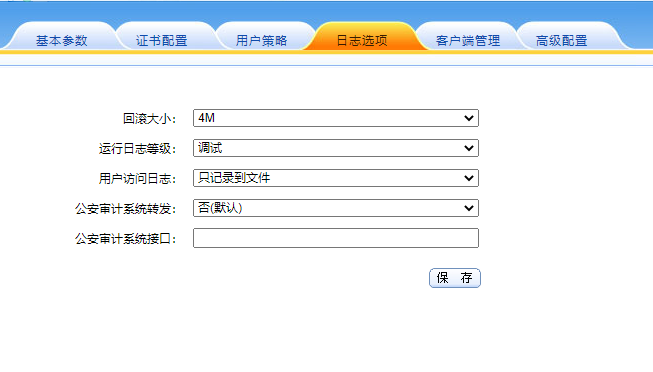 基本参数 证书配置 用户策略 日志选项 客户端管理 高级配置
回滚大小: 4M
运行日志等级: 调试
用户访问日志: 只记录到文件
公安审计系统转发: 否(默认)
公安审计系统接口:
保 存